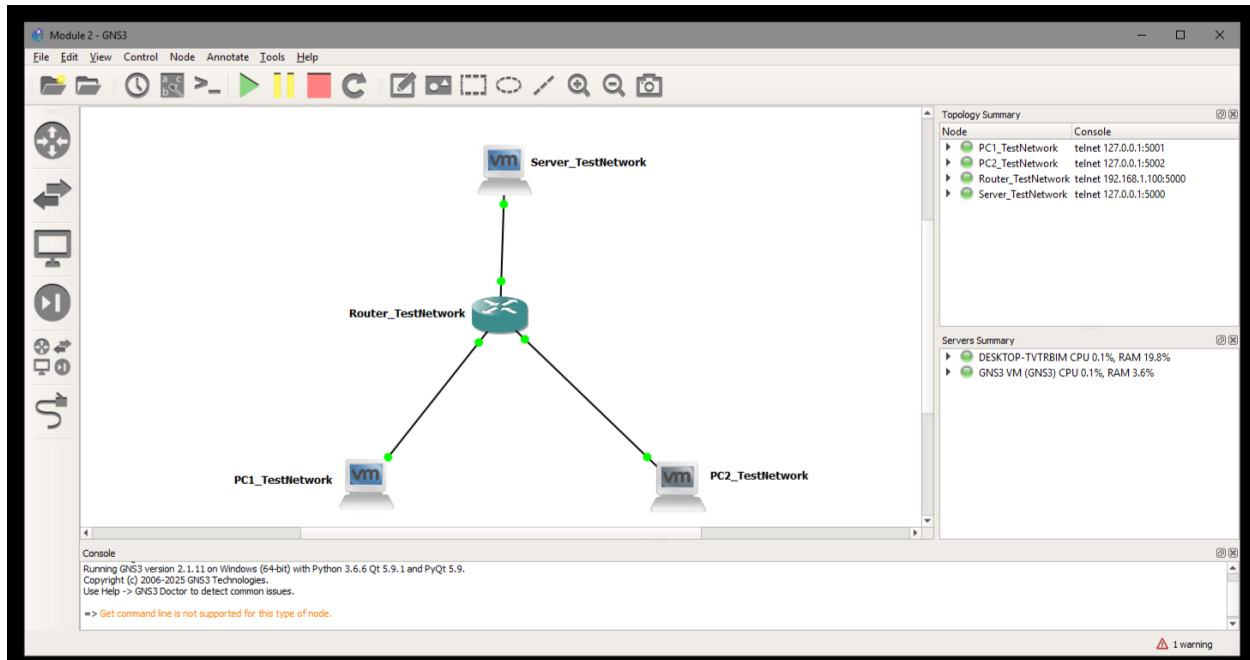 Module 2 - GNS3
File Edit View Control Node Annotate Tools Help
Topology Summary
Node Console
PC1_TestNetwork telnet 127.0.0.1:5001
PC2_TestNetwork telnet 127.0.0.1:5002
Router_TestNetwork telnet 192.168.1.100:5000
Server_TestNetwork telnet 127.0.0.1:5000
vm Server_TestNetwork
Router_TestNetwork
PC1_TestNetwork vm
vm PC2_TestNetwork
Servers Summary
DESKTOP-TVTRBIM CPU 0.1%, RAM 19.8%
GNS3 VM (GNS3) CPU 0.1%, RAM 3.6%
Console
Running GNS3 version 2.1.11 on Windows (64-bit) with Python 3.6.6 Qt 5.9.1 and PyQt 5.9.
Copyright (c) 2006-2025 GNS3 Technologies.
Use Help -> GNS3 Doctor to detect common issues.
=> Get command line is not supported for this type of node.
1 warning